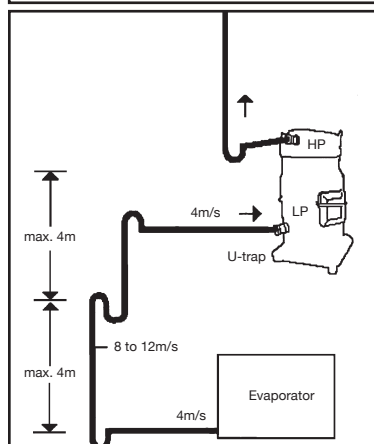 HP
max. 4m
4m/s
LP
U-trap
8 to 12m/s
max. 4m
Evaporator
4m/s